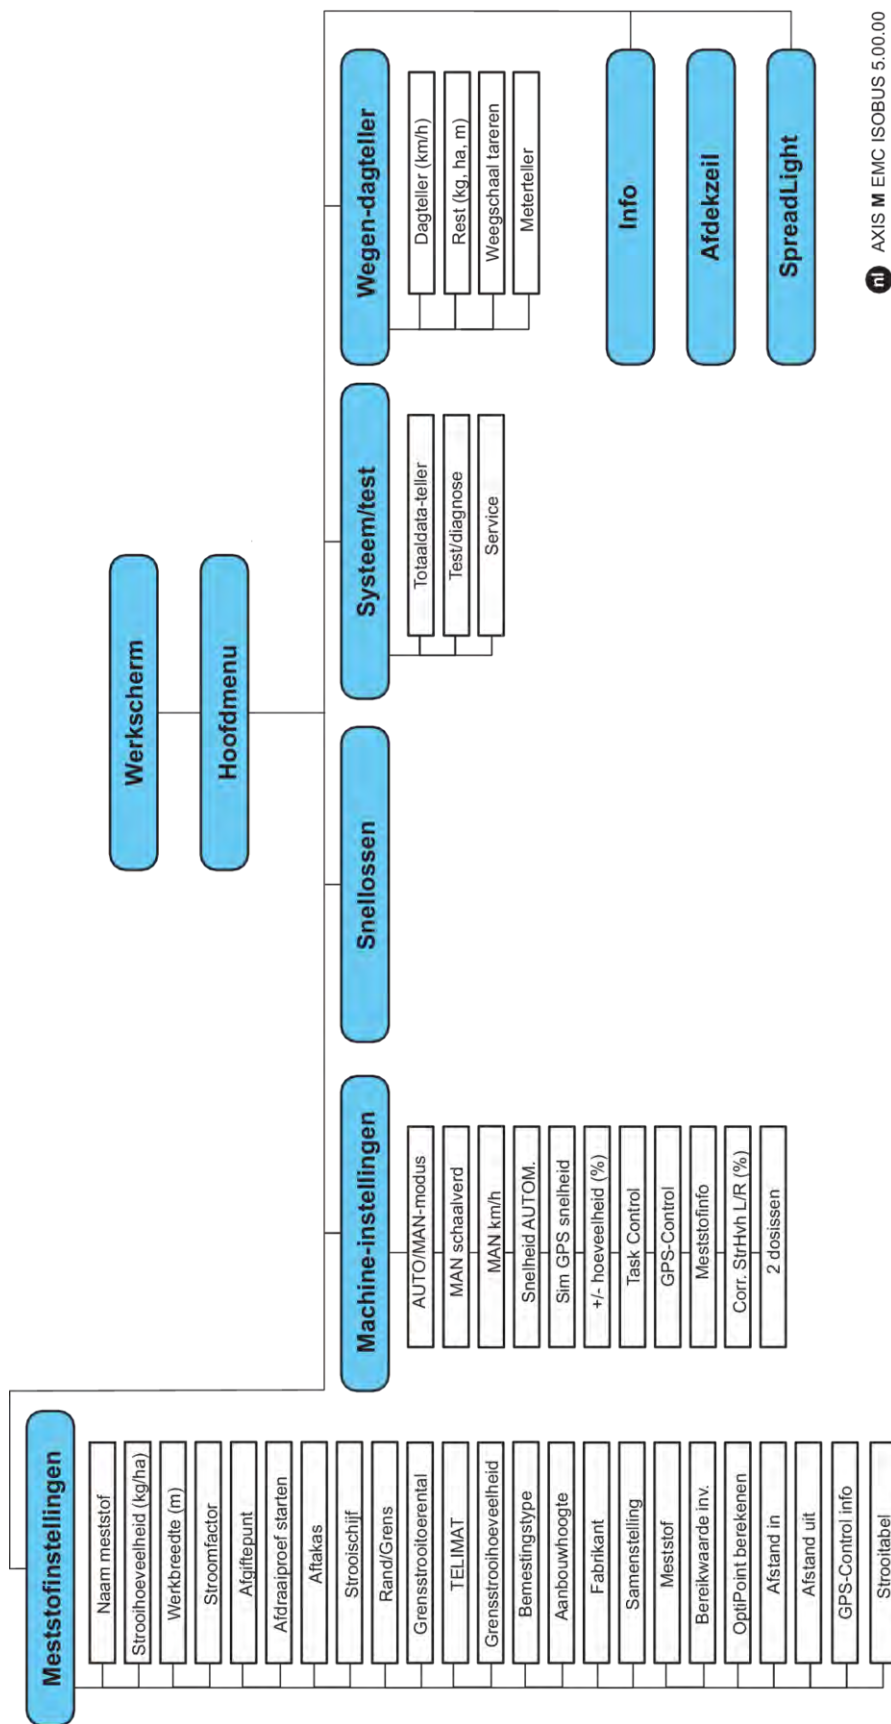 Werkscherm
Hoofdmenu
Meststofinstellingen
Naam meststof
Strooihoeveelheid (kg/ha)
Werkbreedte (m)
Stroomfactor
Afgiftepunt
Afdraaiproef starten
Aftakas
Strooischijf
Rand/Grens
Grensstrooitoerental
TELIMAT
Grensstrooihoeveelheid
Bemestingstype
Aanbouwhoogte
Fabrikant
Samenstelling
Meststof
Bereikwaarde inv.
OptiPoint berekenen
Afstand in
Afstand uit
GPS-Control info
Strooitabel
Machine-instellingen
AUTO/MAN-modus
MAN schaalverd
MAN km/h
Snelheid AUTOM.
Sim GPS snelheid
+/- hoeveelheid (%)
Task Control
GPS-Control
Meststofinfo
Corr. StrHvh L/R (%)
2 dosissen
Snellossen
Systeem/test
Totaaldata-teller
Test/diagnose
Service
Wegen-dagteller
Dagteller (km/h)
Rest (kg, ha, m)
Weegschaal tareren
Meterteller
Info
Afdekzeil
SpreadLight
nl AXIS M EMC ISOBUS 5.00.00